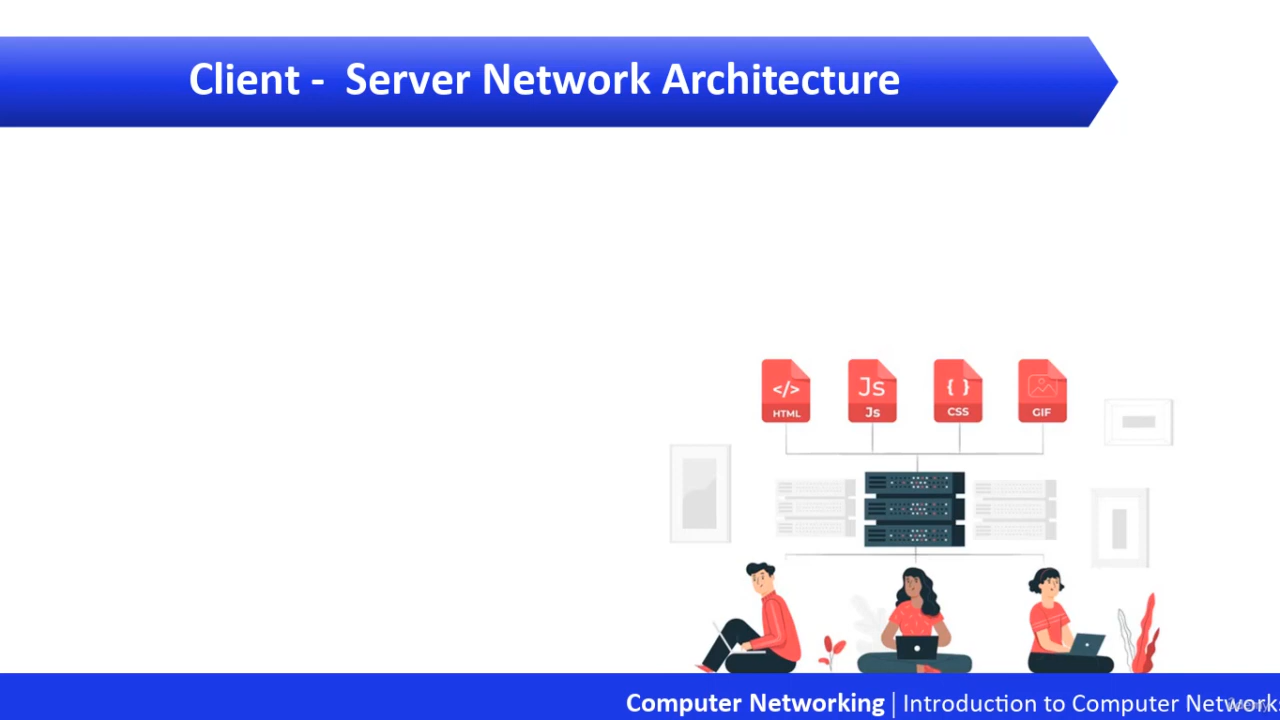 Client - Server Network Architecture
</>
HTML
Js
Js
{ }
CSS
GIF
Computer Networking | Introduction to Computer Network